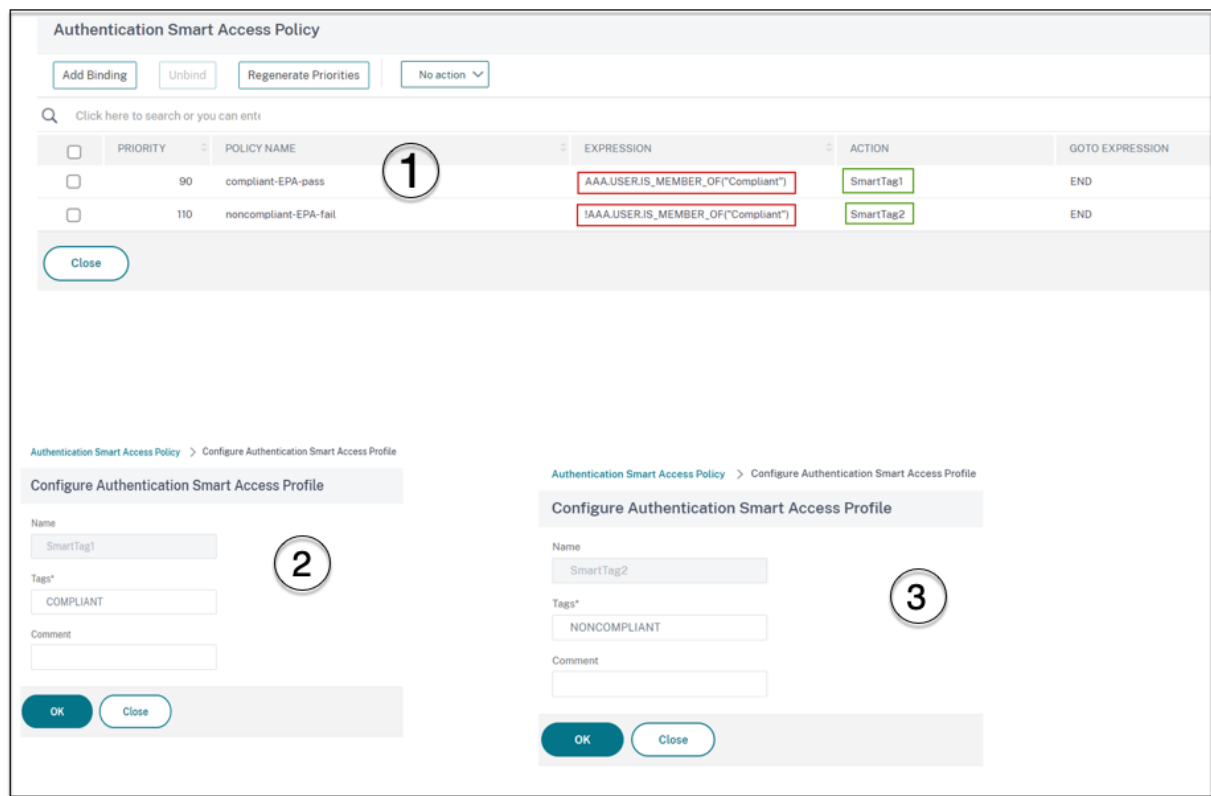 Authentication Smart Access Policy
Add Binding Unbind Regenerate Priorities No action
Click here to search or you can ente
PRIORITY POLICY NAME EXPRESSION ACTION GOTO EXPRESSION
1
90 compliant-EPA-pass AAA.USER.IS_MEMBER_OF("Compliant") SmartTag1 END
110 noncompliant-EPA-fail !AAA.USER.IS_MEMBER_OF("Compliant") SmartTag2 END
Close
Authentication Smart Access Policy > Configure Authentication Smart Access Profile
Configure Authentication Smart Access Profile
Name
SmartTag1
2
Tags*
COMPLIANT
Comment
OK Close
Authentication Smart Access Policy > Configure Authentication Smart Access Profile
Configure Authentication Smart Access Profile
Name
SmartTag2
3
Tags*
NONCOMPLIANT
Comment
OK Close